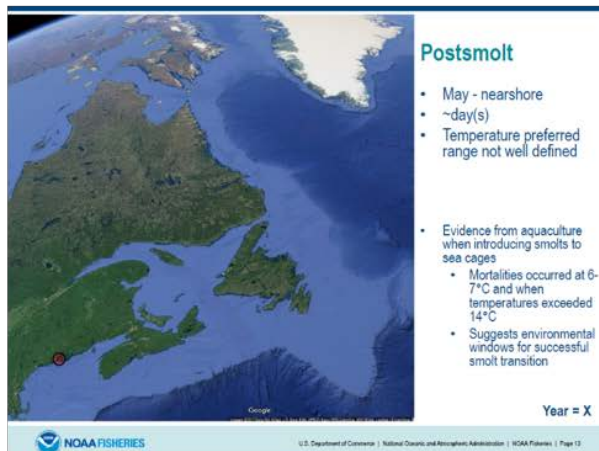 Postsmolt
• May - nearshore
• ~day(s)
• Temperature preferred
range not well defined
• Evidence from aquaculture
when introducing smolts to
sea cages
• Mortalities occurred at 6-
7°C and when
temperatures exceeded
14°C
• Suggests environmental
windows for successful
smolt transition
Year = X
Google
NOAA FISHERIES
U.S. Department of Commerce | National Oceanic and Atmospheric Administration | NOAA Fisheries | Page 13